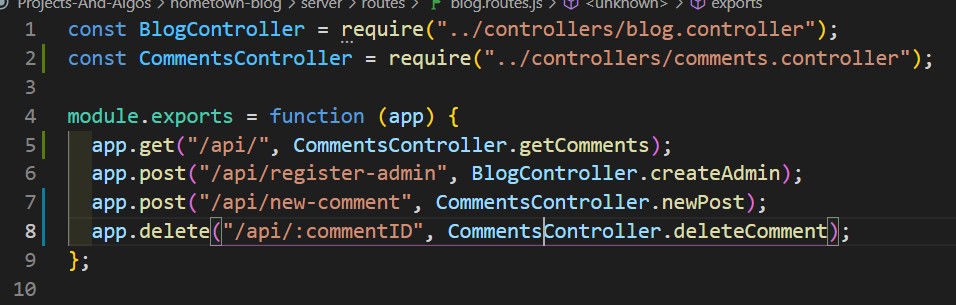 Projects-And-Algos > hometown-blog > server > routes > blog.routes.js > <unknown> > exports
1 const BlogController = require("../controllers/blog.controller");
2 const CommentsController = require("../controllers/comments.controller");
3
4 module.exports = function (app) {
5 app.get("/api/", CommentsController.getComments);
6 app.post("/api/register-admin", BlogController.createAdmin);
7 app.post("/api/new-comment", CommentsController.newPost);
8 app.delete("/api/:commentID", CommentsController.deleteComment);
9 };
10